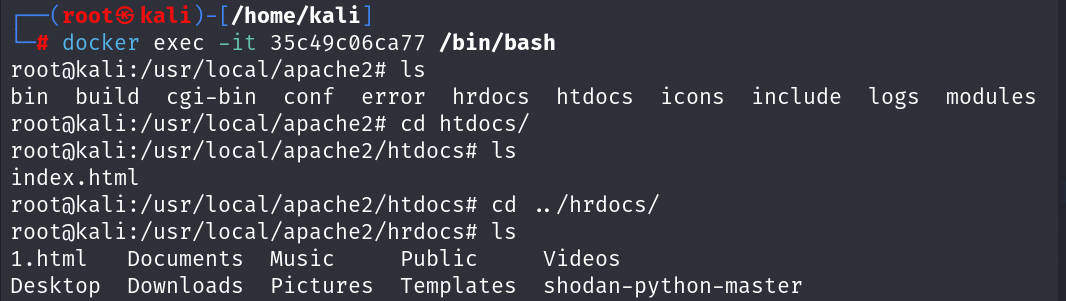 ┌──(root㉿kali)-[/home/kali]
└─# docker exec -it 35c49c06ca77 /bin/bash
root@kali:/usr/local/apache2# ls
bin  build  cgi-bin  conf  error  hrdocs  htdocs  icons  include  logs  modules
root@kali:/usr/local/apache2# cd htdocs/
root@kali:/usr/local/apache2/htdocs# ls
index.html
root@kali:/usr/local/apache2/htdocs# cd ../hrdocs/
root@kali:/usr/local/apache2/hrdocs# ls
1.html   Documents  Music     Public     Videos
Desktop  Downloads  Pictures  Templates  shodan-python-master